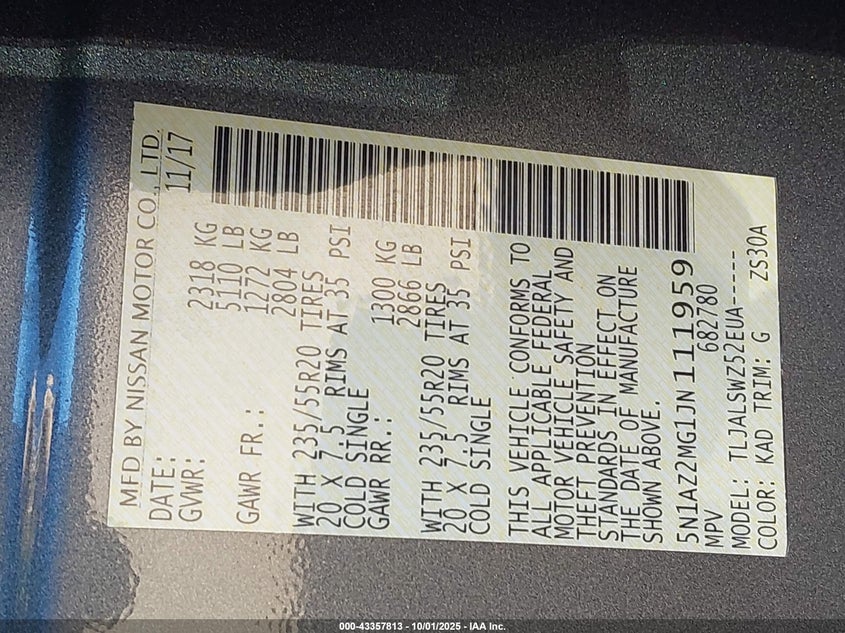 MFD BY NISSAN MOTOR CO., LTD.
DATE: 11/17
GVWR: 2318 KG
5110 LB
GAWR FR.: 1272 KG
2804 LB
WITH 235/55R20 TIRES
20 X 7.5 RIMS AT 35 PSI
COLD SINGLE
GAWR RR.: 1300 KG
2866 LB
WITH 235/55R20 TIRES
20 X 7.5 RIMS AT 35 PSI
COLD SINGLE
THIS VEHICLE CONFORMS TO
ALL APPLICABLE FEDERAL
MOTOR VEHICLE SAFETY AND
THEFT PREVENTION
STANDARDS IN EFFECT ON
THE DATE OF MANUFACTURE
SHOWN ABOVE.
5N1AZ2MG1JN111959
MPV 682780
MODEL: TLJALSWZ52EUA-----
COLOR: KAD TRIM: G ZS30A
000-43357813 - 10/01/2025 - IAA Inc.